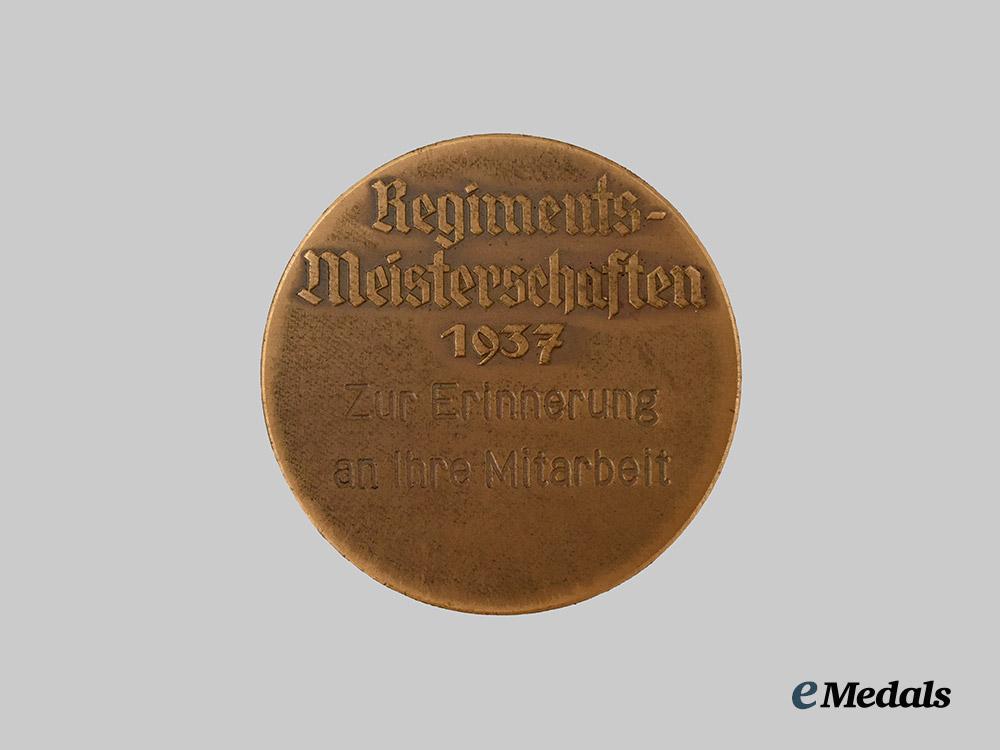 Regiments-
Meisterschaften
1937
Zur Erinnerung
an Ihre Mitarbeit
eMedals